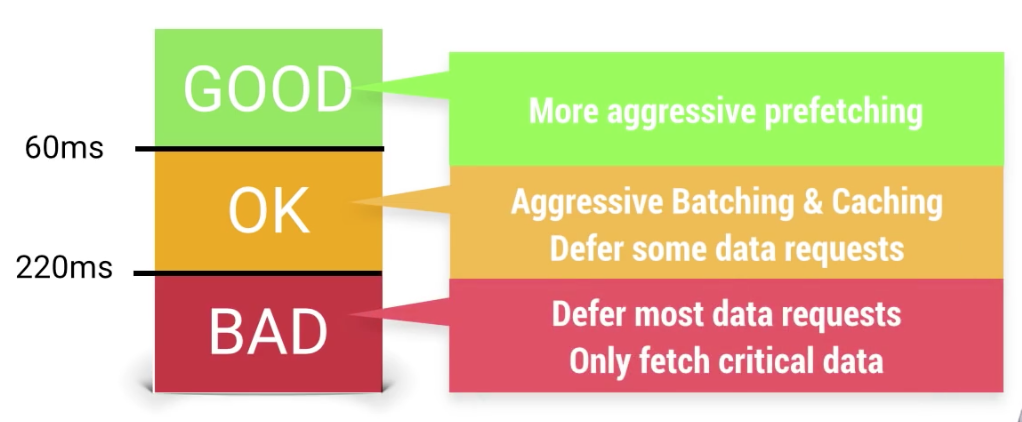 GOOD
More aggressive prefetching
60ms
OK
Aggressive Batching & Caching
Defer some data requests
220ms
BAD
Defer most data requests
Only fetch critical data